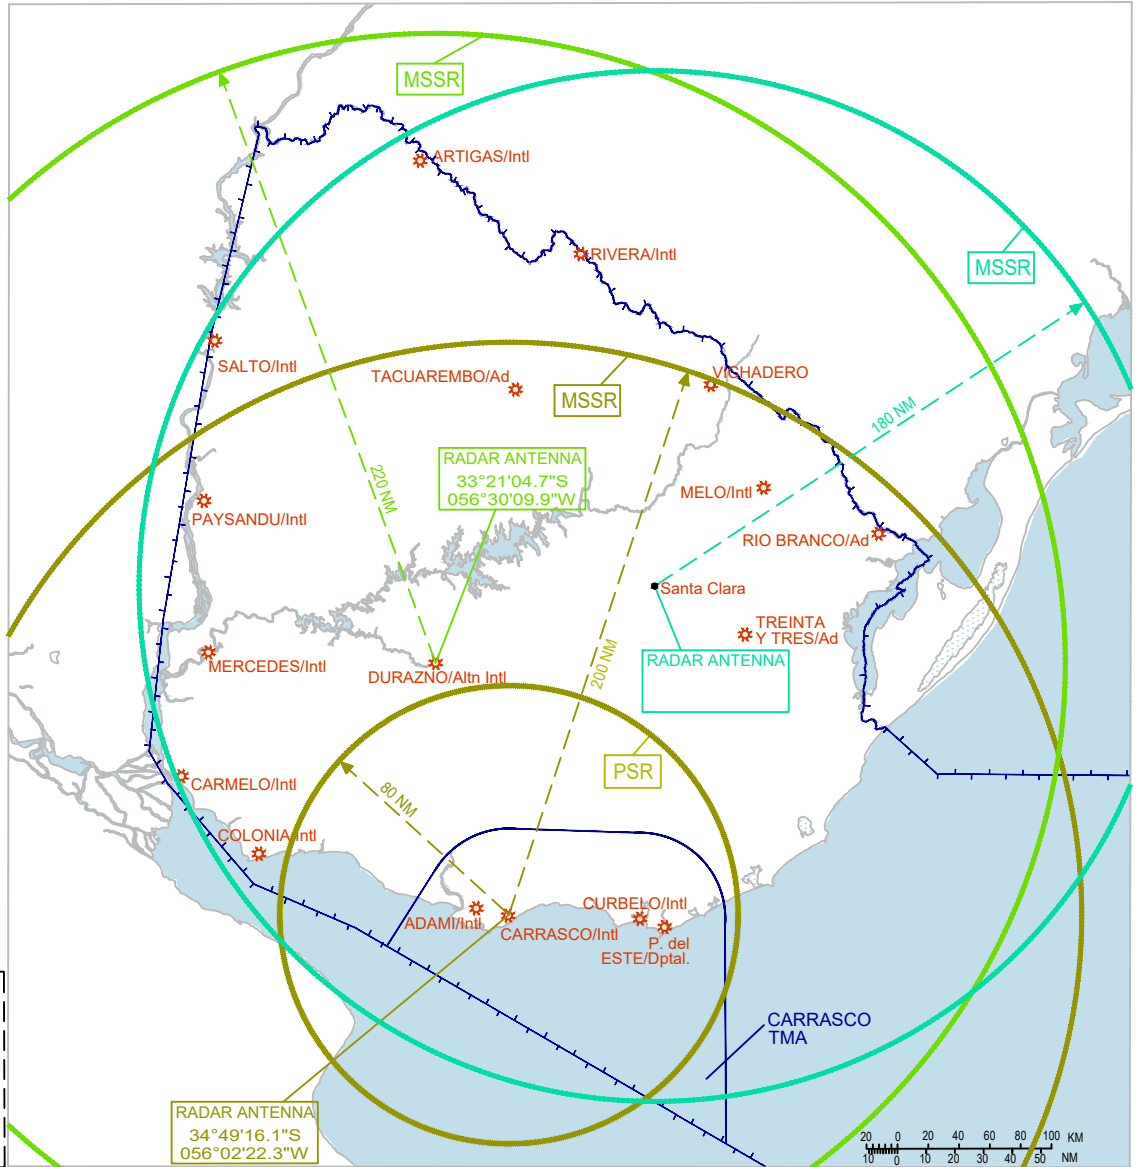 MSSR
ARTIGAS/Intl
RIVERA/Intl
MSSR
SALTO/Intl
TACUAREMBO/Ad
VICHADERO
MSSR
180 NM
RADAR ANTENNA
33°21'04.7"S
056°30'09.9"W
220 NM
MELO/Intl
PAYSANDU/Intl
RIO BRANCO/Ad
Santa Clara
TREINTA
Y TRES/Ad
MERCEDES/Intl
RADAR ANTENNA
DURAZNO/Altn Intl
200 NM
PSR
CARMELO/Intl
80 NM
COLONIA/Intl
ADAMI/Intl
CARRASCO/Intl
CURBELO/Intl
P. del
ESTE/Dptal.
CARRASCO
TMA
RADAR ANTENNA
34°49'16.1"S
056°02'22.3"W
20 0 20 40 60 80 100 KM
10 0 10 20 30 40 50 NM